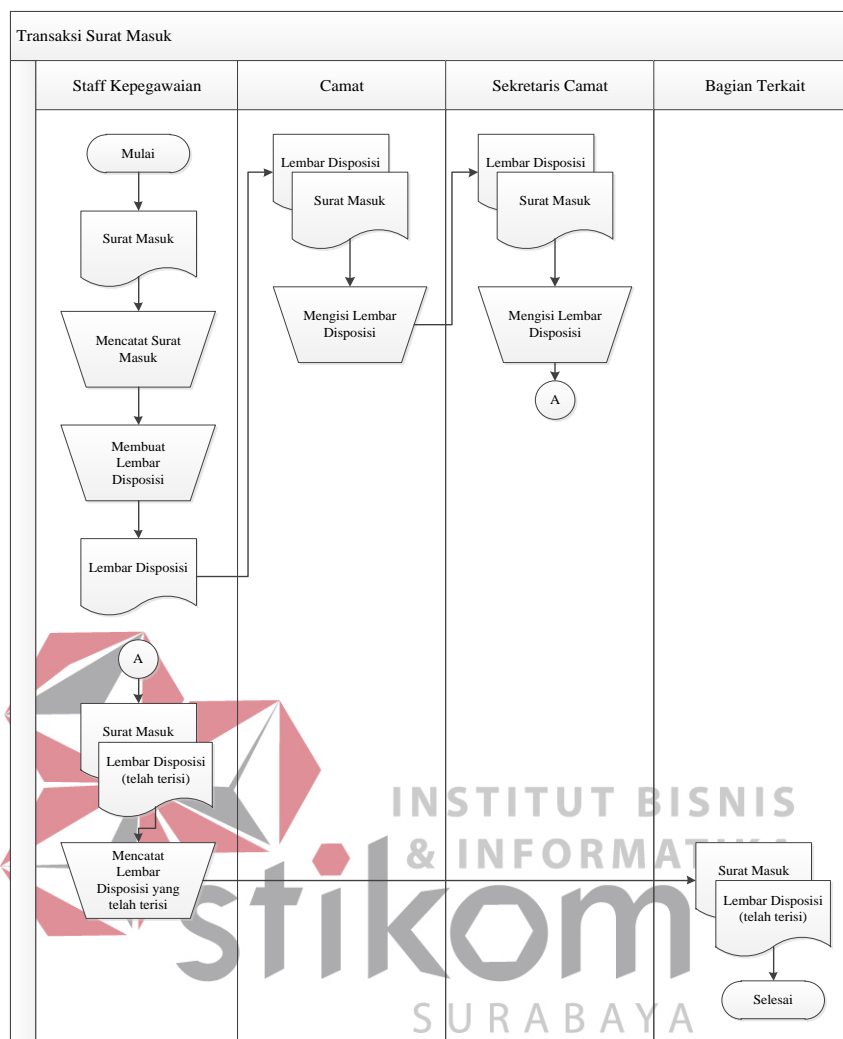 Transaksi Surat Masuk
Staff Kepegawaian
Camat
Sekretaris Camat
Bagian Terkait
Mulai
Surat Masuk
Mencatat Surat
Masuk
Membuat
Lembar
Disposisi
Lembar Disposisi
Lembar Disposisi
Surat Masuk
Mengisi Lembar
Disposisi
Lembar Disposisi
Surat Masuk
Mengisi Lembar
Disposisi
A
A
Surat Masuk
Lembar Disposisi
(telah terisi)
Mencatat
Lembar
Disposisi yang
telah terisi
Surat Masuk
Lembar Disposisi
(telah terisi)
Selesai
INSTITUT BISNIS
& INFORMATIKA
stikom
SURABAYA